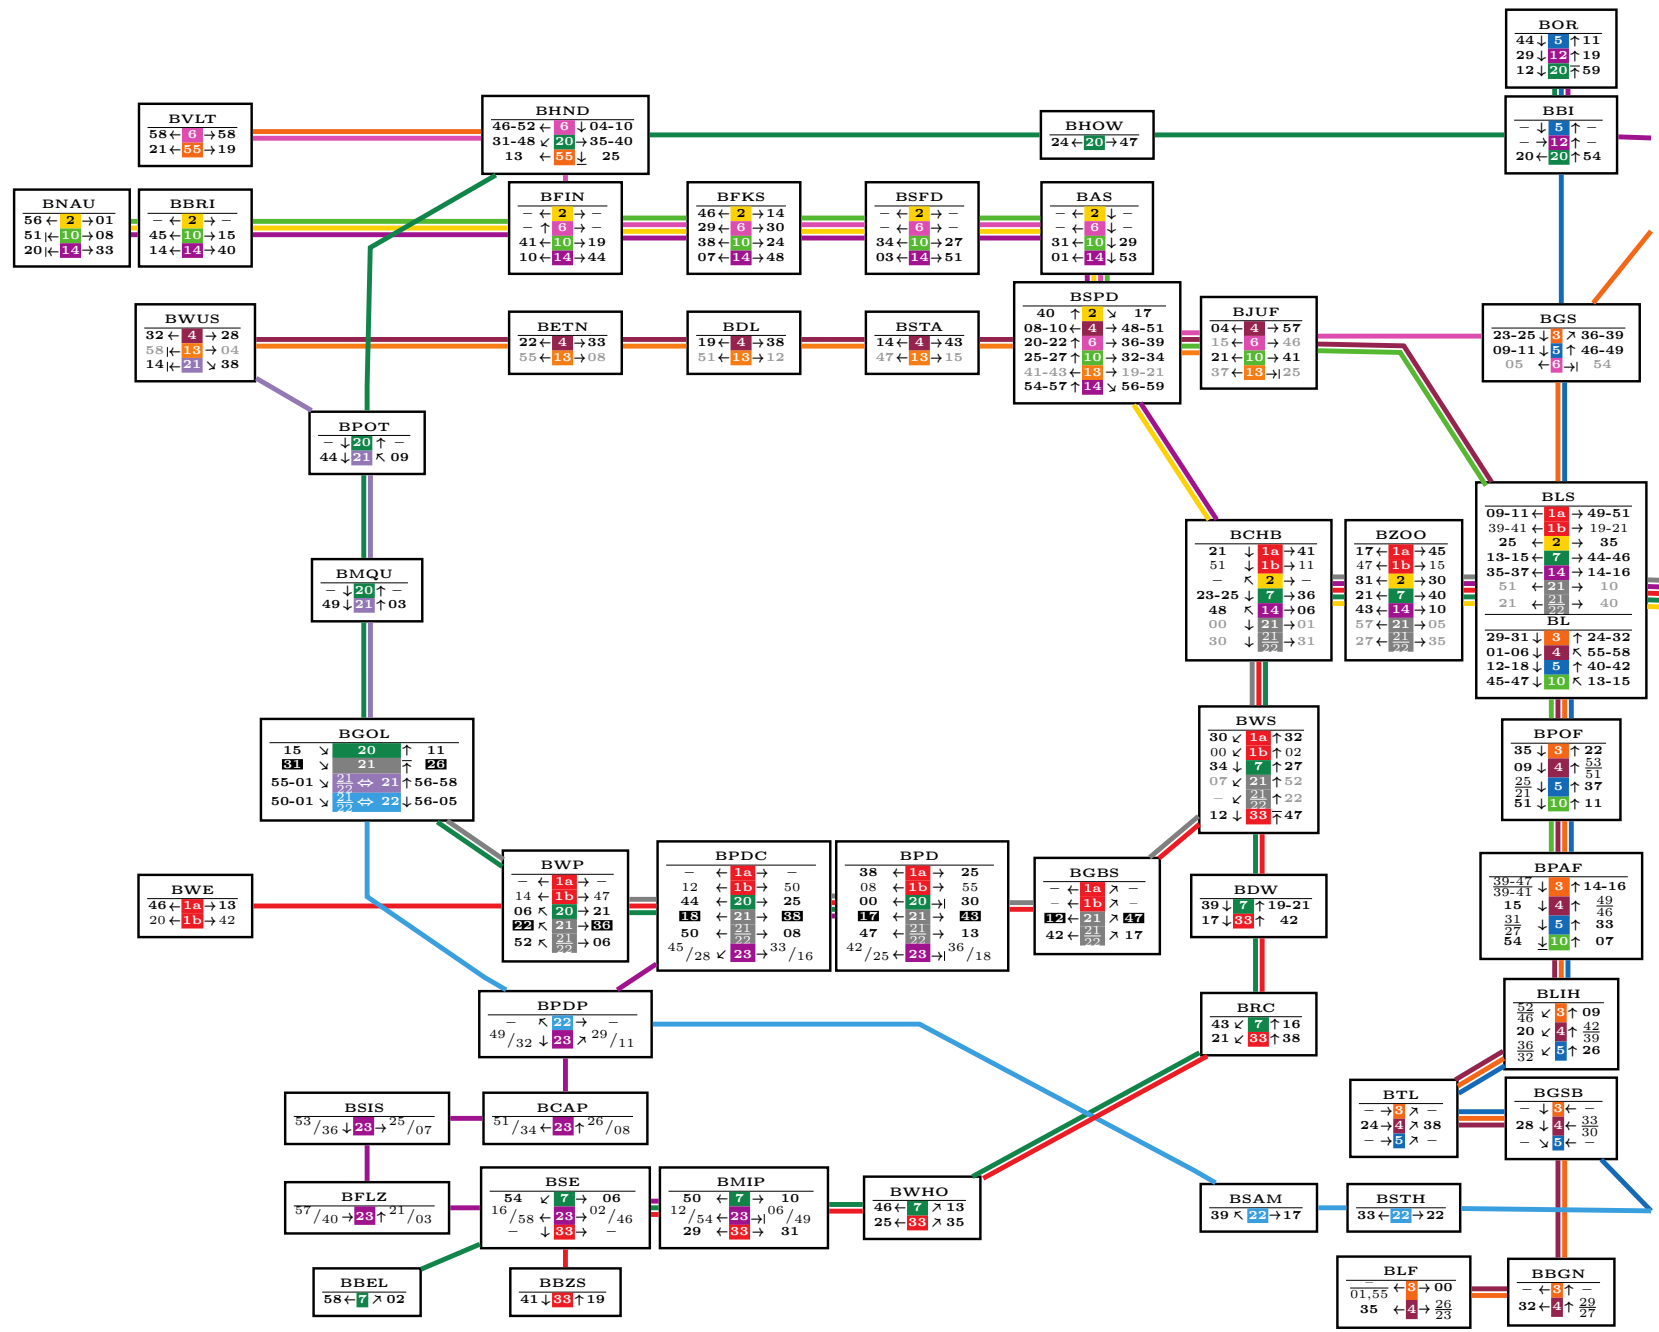 BOR
44↓ 5 ↑11
29↓ 12 ↑19
12↓ 20 ↑59
BBI
– ↓ 5 ↑ –
– → 12 ↑ –
20← 20 ↑54
BVLT
58← 6 →58
21← 55 →19
BHND
46-52 ← 6 ↓04-10
31-48 ↙ 20 →35-40
13 ← 55 ↓ 25
BHOW
24← 20 →47
BNAU
56← 2 →01
51← 10 →08
20← 14 →33
BBRI
– ← 2 → –
45← 10 →15
14← 14 →40
BFIN
– ← 2 → –
– ↑ 6 → –
41← 10 →19
10← 14 →44
BFKS
46← 2 →14
29← 6 →30
38← 10 →24
07← 14 →48
BSFD
– ← 2 → –
– ← 6 → –
34← 10 →27
03← 14 →51
BAS
– ← 2 ↓ –
– ← 6 ↓ –
31← 10 ↓29
01← 14 ↓53
BWUS
32 ← 4 → 28
58 ← 13 → 04
14 ← 21 ↘ 38
BETN
22← 4 →33
55← 13 →08
BDL
19← 4 →38
51← 13 →12
BSTA
14← 4 →43
47← 13 →15
BSPD
40 ↑ 2 ↘ 17
08-10← 4 →48-51
20-22↑ 6 →36-39
25-27↑ 10 →32-34
41-43← 13 →19-21
54-57↑ 14 ↘56-59
BJUF
04← 4 →57
15← 6 →46
21← 10 →41
37← 13 →25
BGS
23-25↓ 3 ↗36-39
09-11↓ 5 ↑46-49
05 ← 6 → 54
BPOT
– ↓ 20 ↑ –
44↓ 21 ↖09
BLS
09-11← 1a →49-51
39-41← 1b →19-21
25 ← 2 → 35
13-15← 7 →44-46
35-37← 14 →14-16
51 ← 21 → 10
21 ← 21/22 → 40
BL
29-31↓ 3 ↑24-32
01-06↓ 4 ↖55-58
12-18↓ 5 ↑40-42
45-47↓ 10 ↖13-15
BCHB
21 ↓ 1a →41
51 ↓ 1b →11
– ↖ 2 → –
23-25↓ 7 →36
48 ↖ 14 →06
00 ↓ 21 →01
30 ↓ 21/22 →31
BZOO
17← 1a →45
47← 1b →15
31← 2 →30
21← 7 →40
43← 14 →10
57← 21 →05
27← 21/22 →35
BMQU
– ↓ 20 ↑ –
49↓ 21 ↑03
BGOL
15 ↘ 20 ↑ 11
31 ↘ 21 ↑ 26
55-01 ↘ 21/22 ⇔ 21 ↑56-58
50-01 ↘ 21/22 ⇔ 22 ↓56-05
BWS
30↙ 1a ↑32
00↙ 1b ↑02
34↓ 7 ↑27
07↙ 21 ↑52
– ↙ 21/22 ↑22
12↓ 33 ↑47
BPOF
35↓ 3 ↑22
09↓ 4 ↑53/51
25/21↓ 5 ↑37
51↓ 10 ↑11
BWE
46← 1a →13
20← 1b →42
BWP
– ← 1a → –
14← 1b →47
06↖ 20 →21
22↖ 21 →36
52↖ 21/22 →06
BPDC
– ← 1a → –
12 ← 1b → 50
44 ← 20 → 25
18 ← 21 → 38
50 ← 21/22 → 08
45/28 ↙ 23 → 33/16
BPD
38 ← 1a → 25
08 ← 1b → 55
00 ← 20 → 30
17 ← 21 → 43
47 ← 21/22 → 13
42/25 ← 23 → 36/18
BGBS
– ← 1a ↗ –
– ← 1b ↗ –
12← 21 ↗47
42← 21/22 ↗17
BDW
39↓ 7 ↑19-21
17↓ 33 ↑ 42
BPAF
39-47/39-41 ↓ 3 ↑14-16
15 ↓ 4 ↑ 49/46
31/27 ↓ 5 ↑ 33
54 ↓ 10 ↑ 07
BPDP
– ↖ 22 → –
49/32 ↓ 23 ↗ 29/11
BRC
43↙ 7 ↑16
21↙ 33 ↑38
BLIH
52/46 ↙ 3 ↑09
20 ↙ 4 ↑42/39
36/32 ↙ 5 ↑26
BTL
– → 3 ↗ –
24→ 4 ↗38
– → 5 ↗ –
BGSB
– ↓ 3 ← –
28↓ 4 ←33/30
– ↘ 5 ← –
BSIS
53/36 ↓ 23 → 25/07
BCAP
51/34 ← 23 ↑ 26/08
BFLZ
57/40 → 23 ↑ 21/03
BSE
54 ↙ 7 → 06
16/58 ← 23 → 02/46
– ↓ 33 → –
BMIP
50 ← 7 → 10
12/54 ← 23 → 06/49
29 ← 33 → 31
BWHO
46← 7 ↗13
25← 33 ↗35
BSAM
39↖ 22 →17
BSTH
33← 22 →22
BBEL
58← 7 ↗02
BBZS
41↓ 33 ↑19
BLF
–/01,55 ← 3 → 00
35 ← 4 → 26/23
BBGN
– ← 3 ↑ –
32← 4 ↑29/27